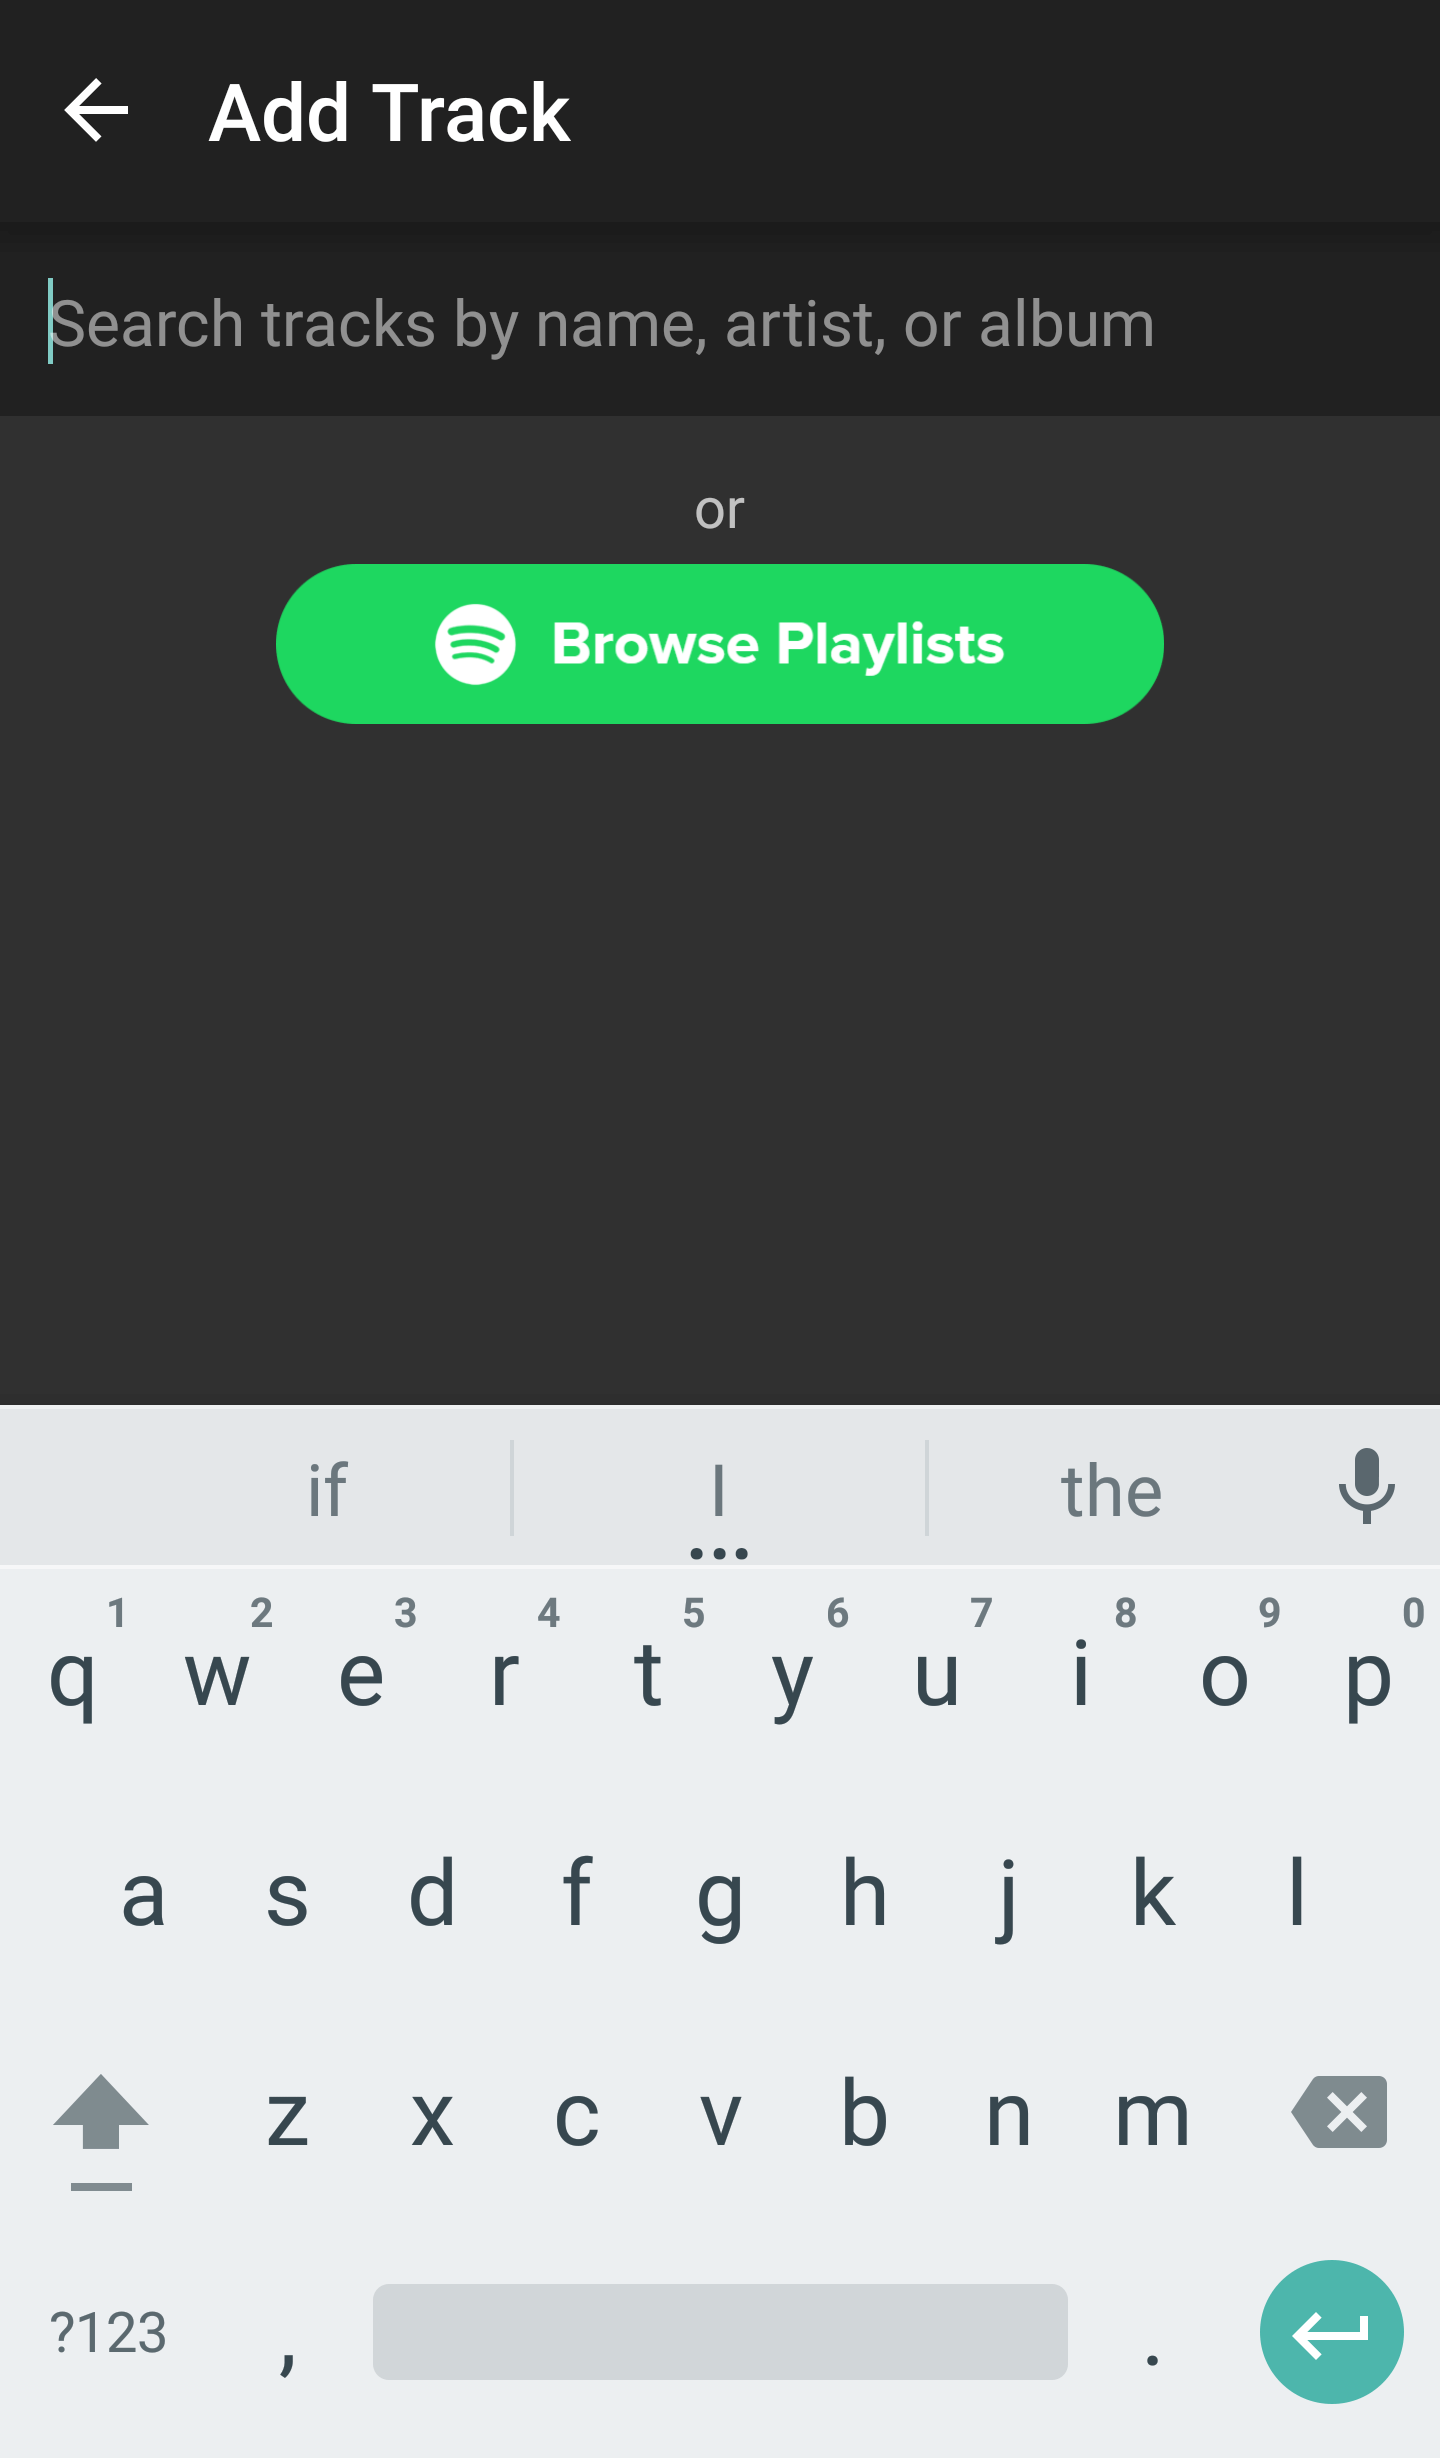 Add Track
Search tracks by name, artist, or album
or
Browse Playlists
if I the
1 2 3 4 5 6 7 8 9 0
q w e r t y u i o p
a s d f g h j k l
z x c v b n m
?123 , .